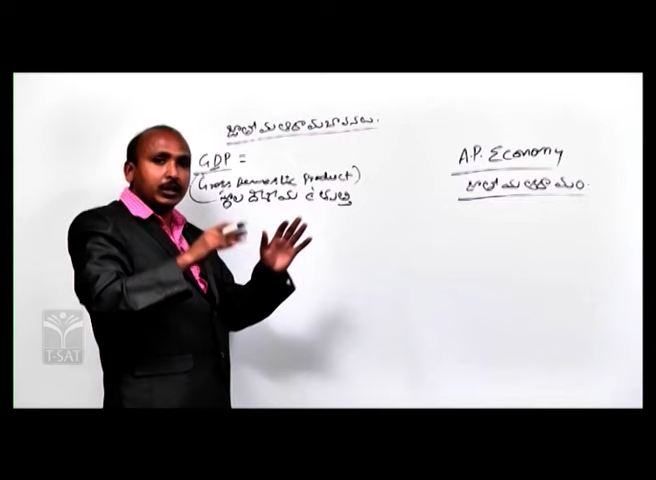 జాతీయ ఆదాయ భావనలు.
GDP =
(Gross Domestic Product)
స్థూల దేశీయ ఉత్పత్తి
A.P. Economy
జాతీయ ఆదాయం.
T-SAT